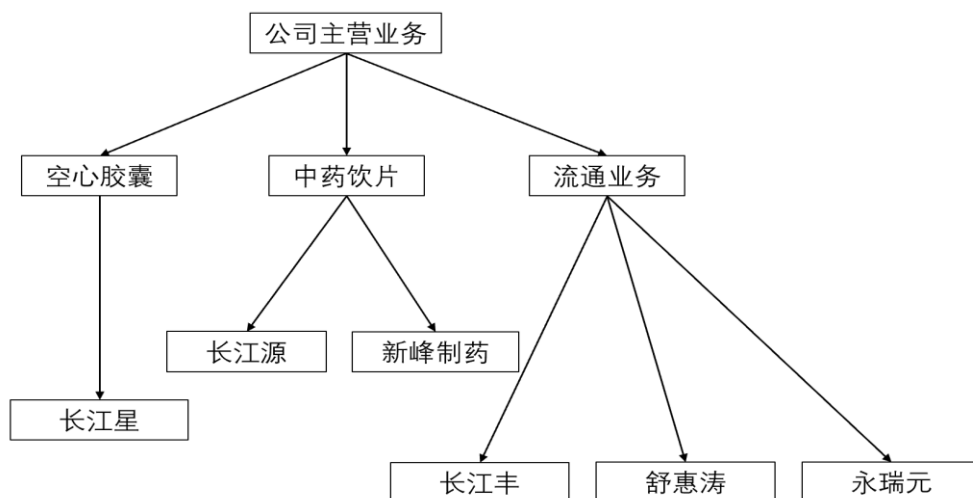 公司主营业务
空心胶囊
中药饮片
流通业务
长江源
新峰制药
长江星
长江丰
舒惠涛
永瑞元